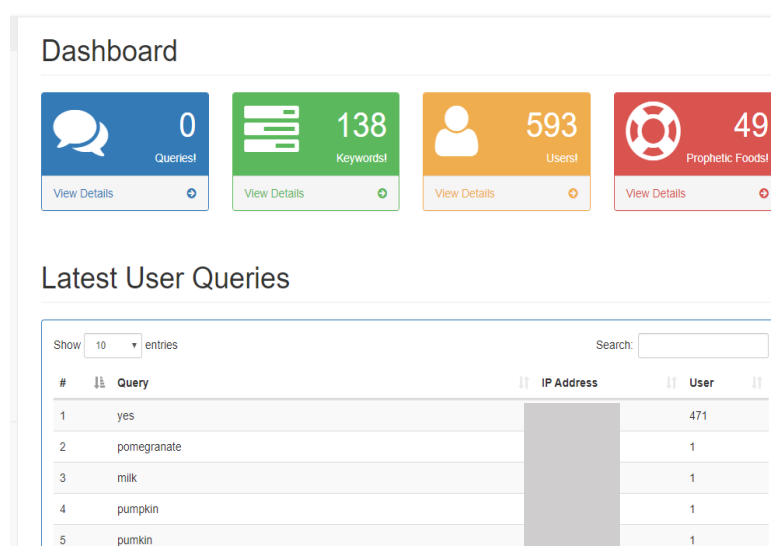 Dashboard
0
Queries!
138
Keywords!
593
Users!
49
Prophetic Foods!
View Details
View Details
View Details
View Details
Latest User Queries
Show 10 entries
Search:
# Query IP Address User
1 yes 471
2 pomegranate 1
3 milk 1
4 pumpkin 1
5 pumkin 1